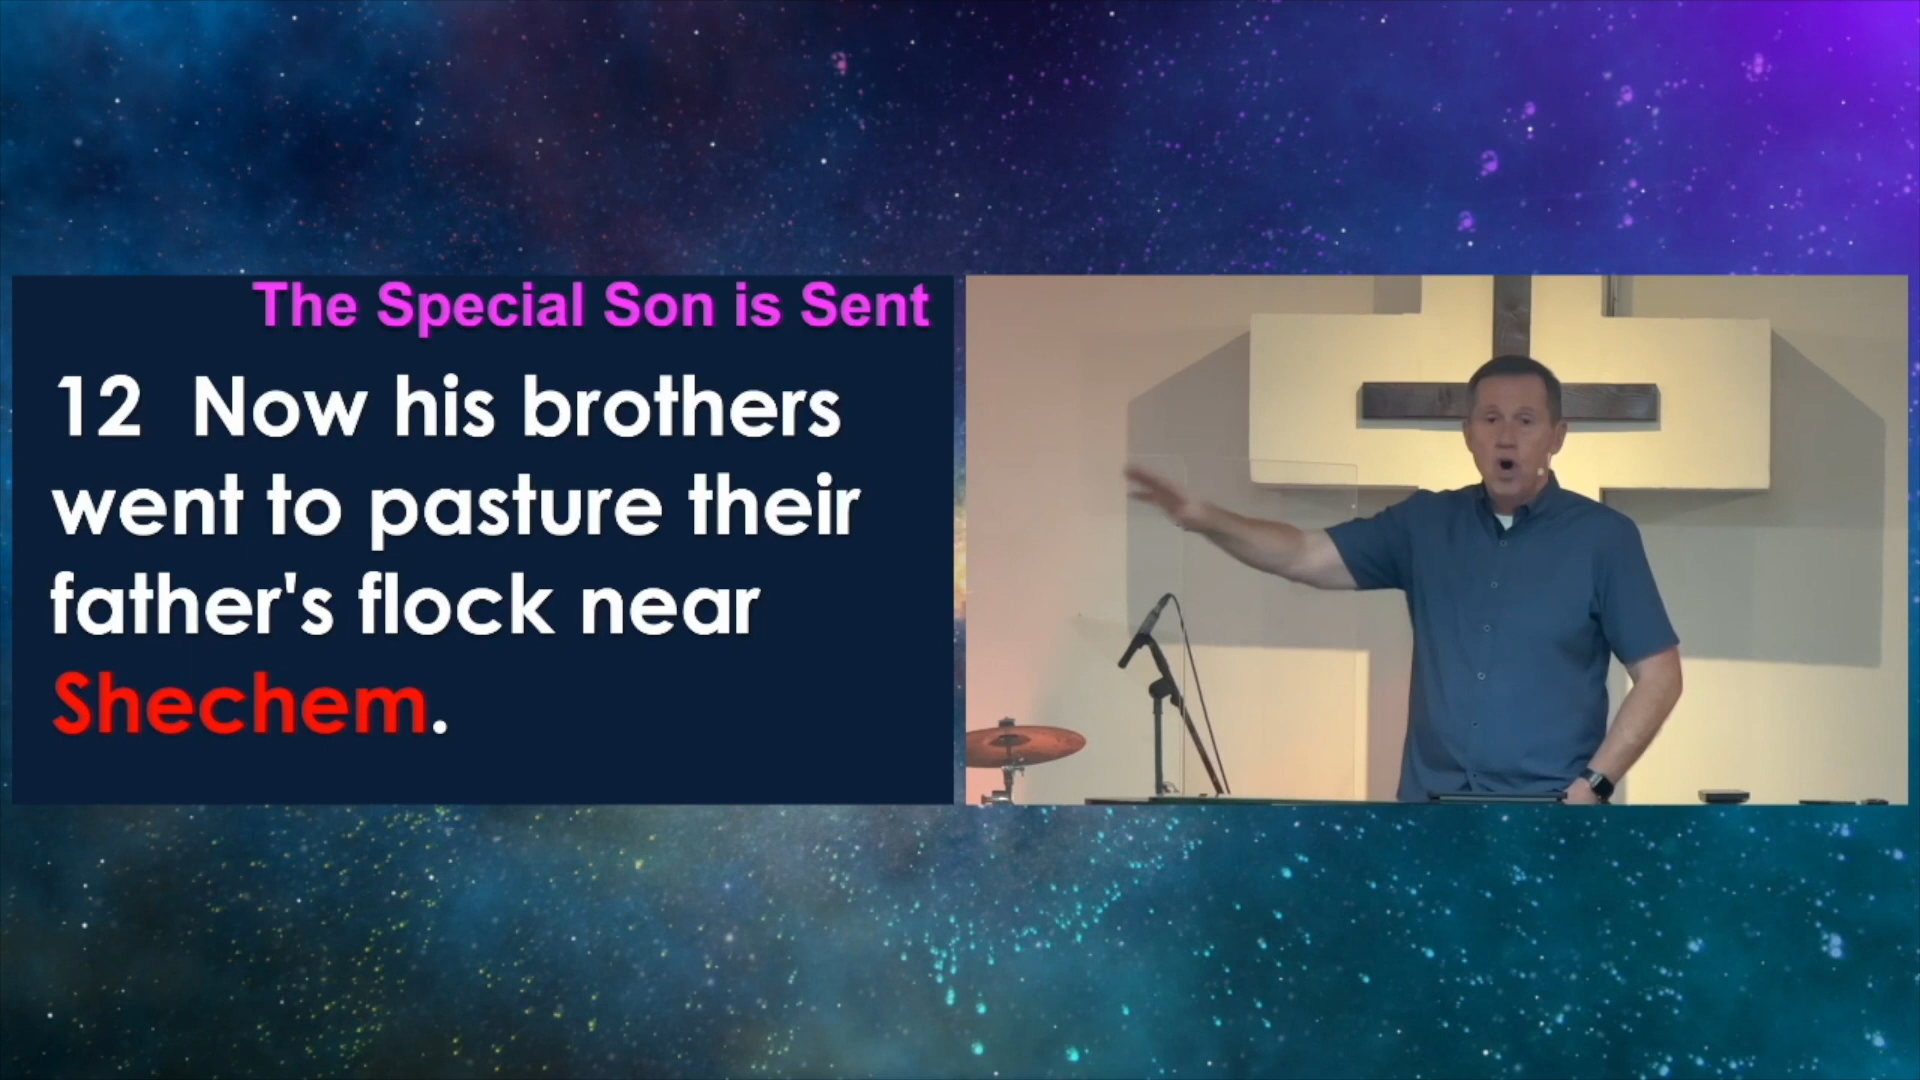 The Special Son is Sent
12 Now his brothers
went to pasture their
father's flock near
Shechem.